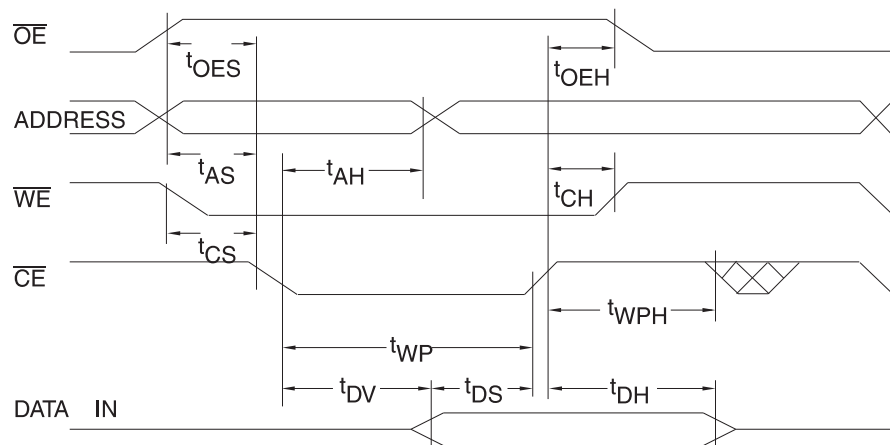 OE
tOES
tOEH
ADDRESS
tAS
tAH
tCH
WE
tCS
CE
tWPH
tWP
tDV
tDS
tDH
DATA IN